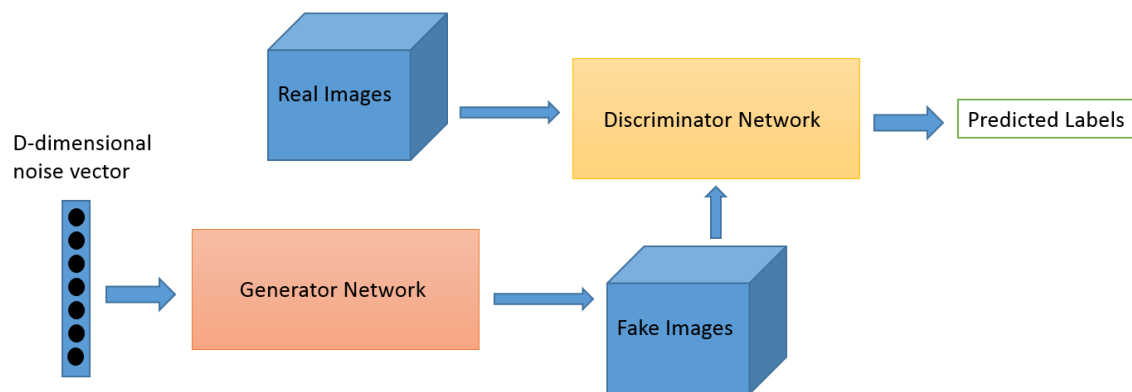 Real Images
Discriminator Network
Predicted Labels
D-dimensional
noise vector
Generator Network
Fake Images